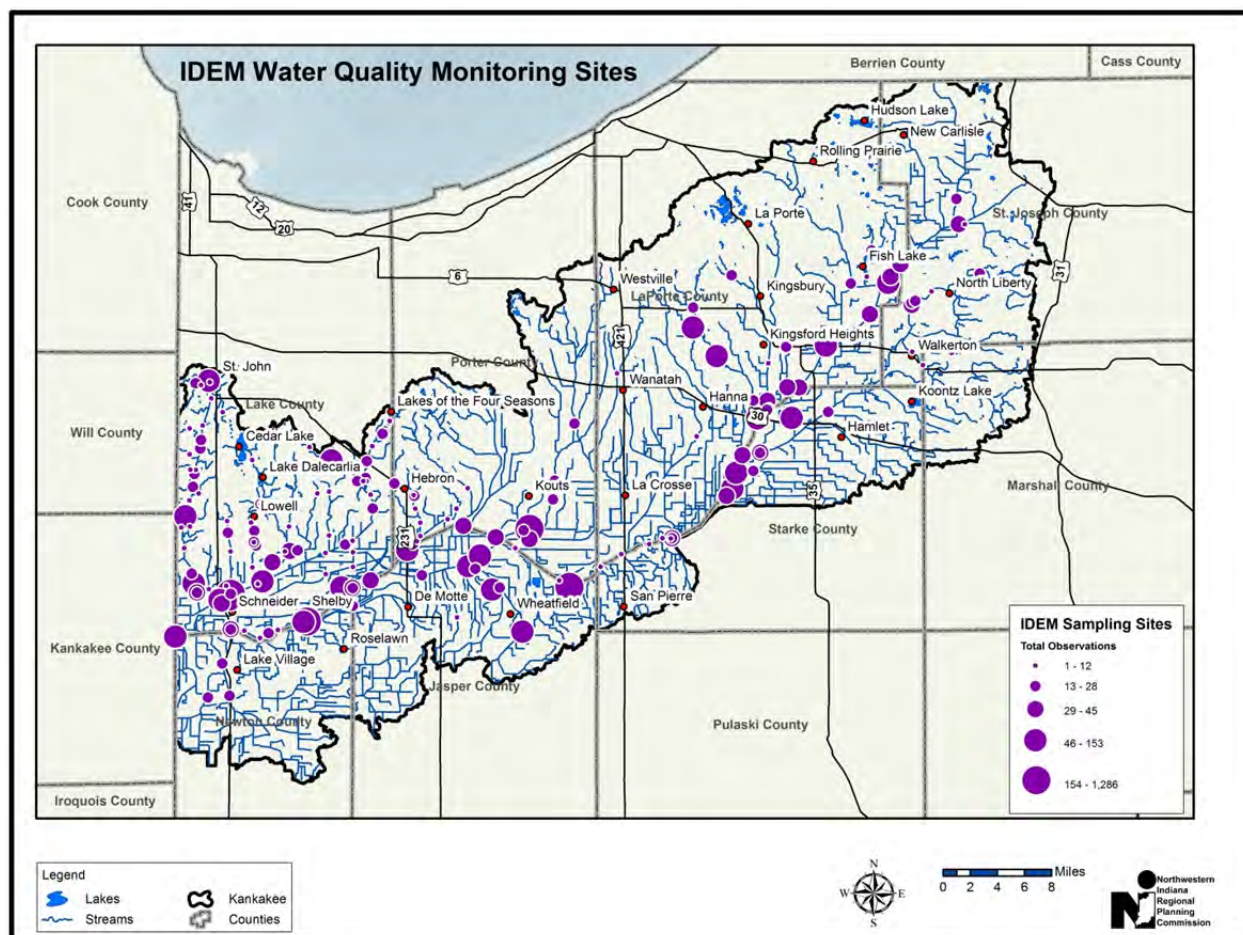 IDEM Water Quality Monitoring Sites
Berrien County
Cass County
Hudson Lake
New Carlisle
Rolling Prairie
Cook County
41
12
20
La Porte
St. Joseph County
Fish Lake
6
31
Westville
LaPorte County
Kingsbury
North Liberty
421
Kingsford Heights
Walkerton
Porter County
St. John
Wanatah
Hanna
Koontz Lake
Lake County
Lakes of the Four Seasons
30
Will County
Cedar Lake
Hamlet
Lake Dalecarlia
Hebron
Kouts
La Crosse
35
Marshall County
Lowell
231
Starke County
Schneider
Shelby
De Motte
Wheatfield
San Pierre
Kankakee County
Roselawn
Lake Village
Jasper County
Newton County
Pulaski County
Iroquois County
IDEM Sampling Sites
Total Observations
1 - 12
13 - 28
29 - 45
46 - 153
154 - 1,286
Legend
Lakes
Kankakee
Streams
Counties
N
W
E
S
Miles
0 2 4 6 8
Northwestern
Indiana
Regional
Planning
Commission